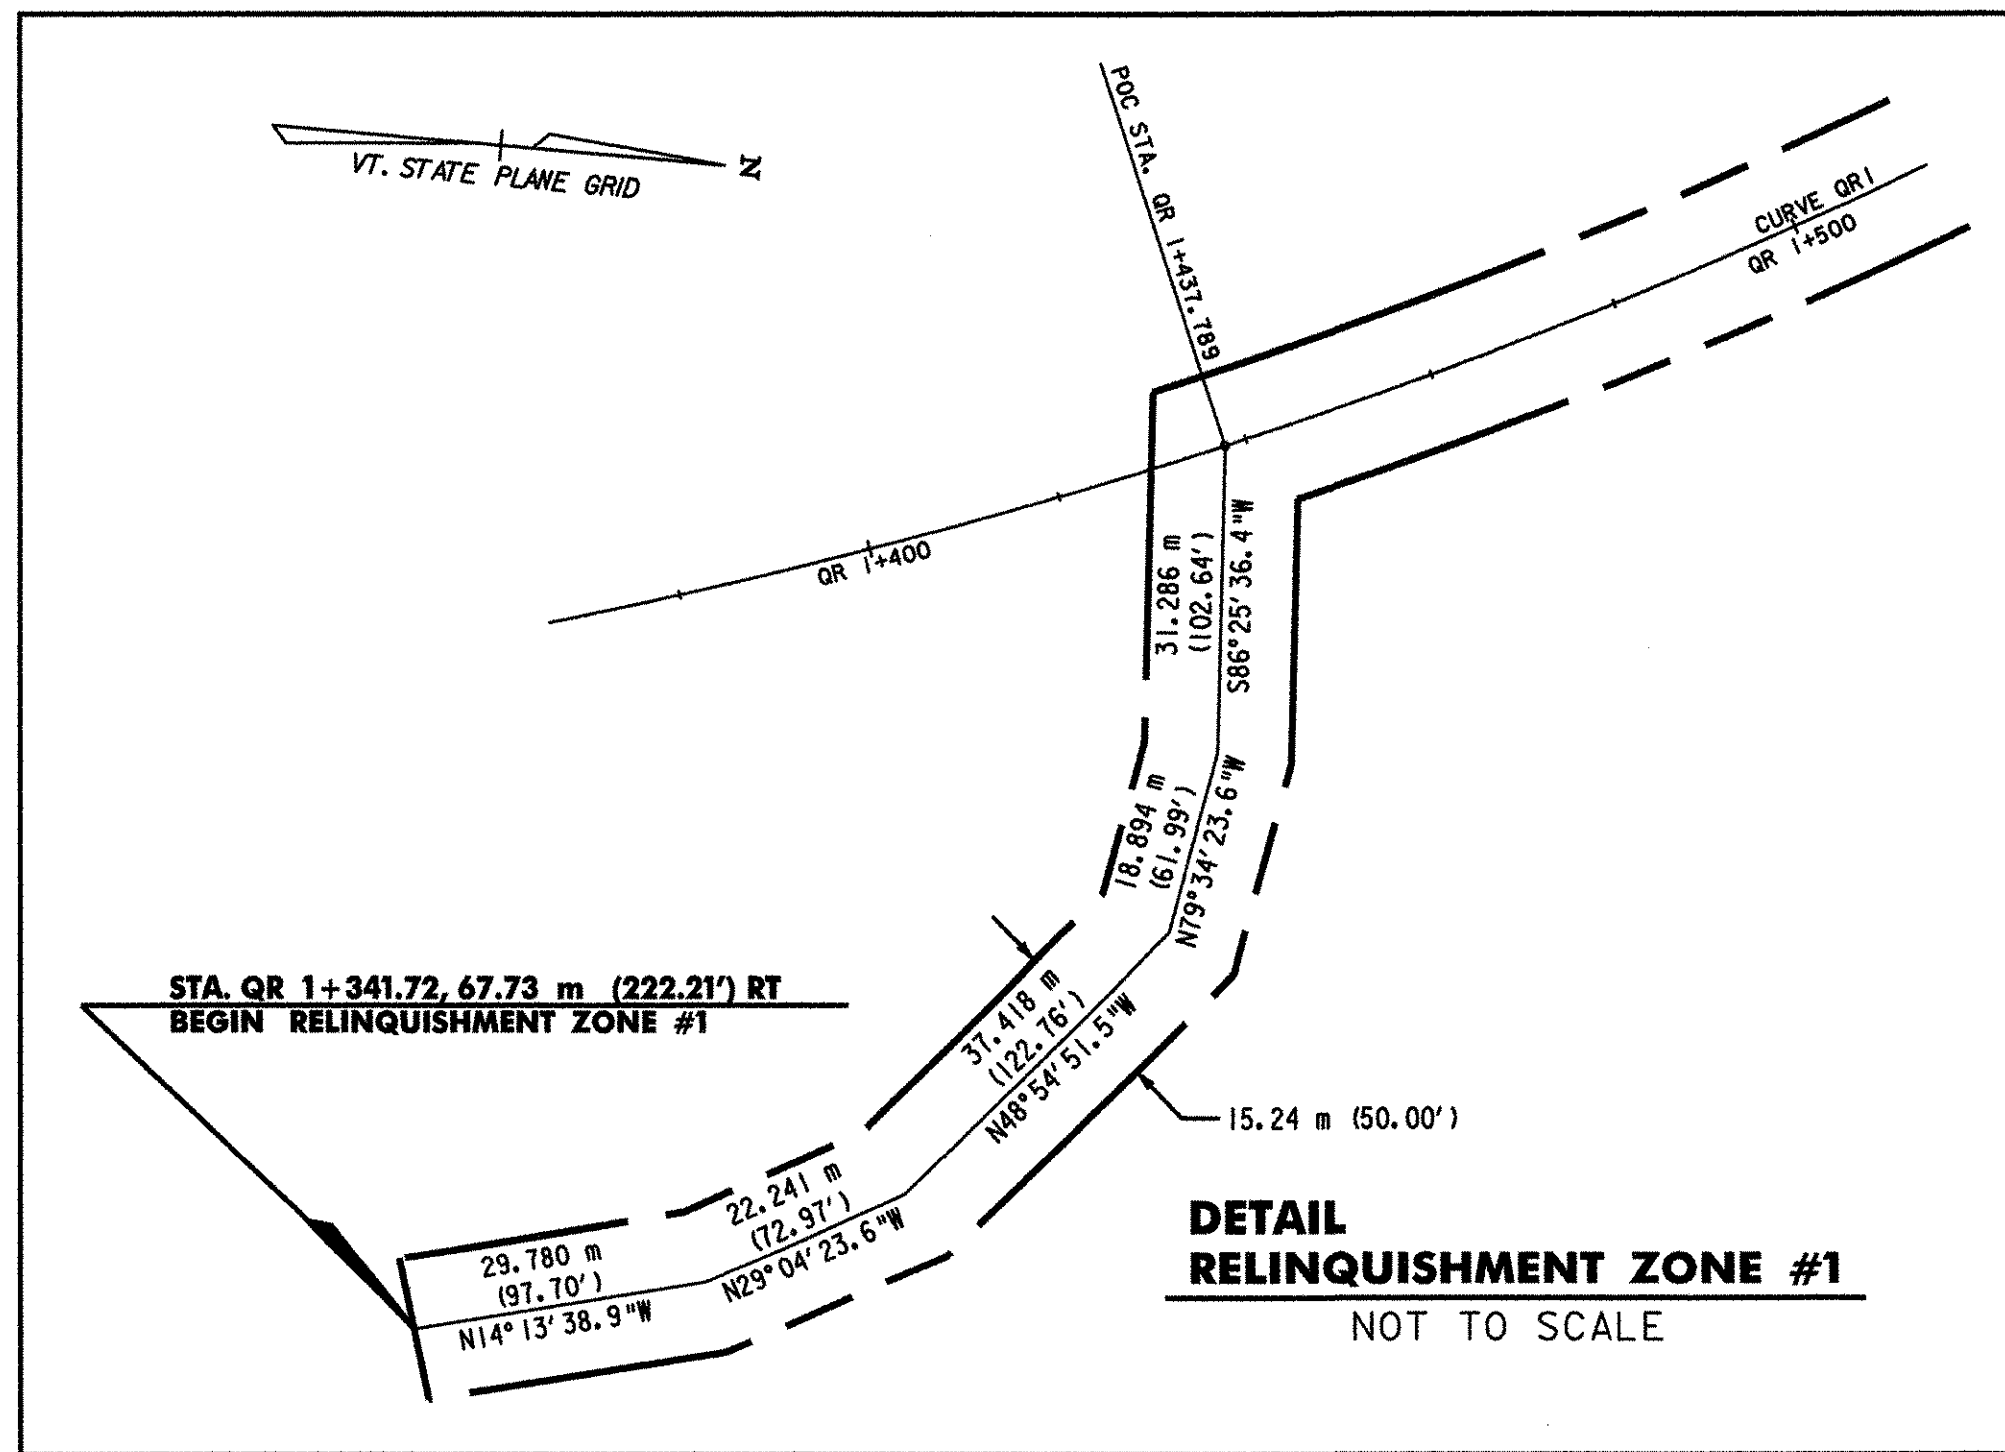 VT. STATE PLANE GRID
N
POC STA. QR 1+437.789
CURVE QR1
QR 1+500
QR 1+400
31.286 m
(102.64')
S86°25'36.4"W
18.894 m
(61.99')
N79°34'23.6"W
STA. QR 1+341.72, 67.73 m (222.21') RT
BEGIN RELINQUISHMENT ZONE #1
37.418 m
(122.76')
N48°54'51.5"W
15.24 m (50.00')
22.241 m
(72.97')
N29°04'23.6"W
29.780 m
(97.70')
N14°13'38.9"W
DETAIL
RELINQUISHMENT ZONE #1
NOT TO SCALE